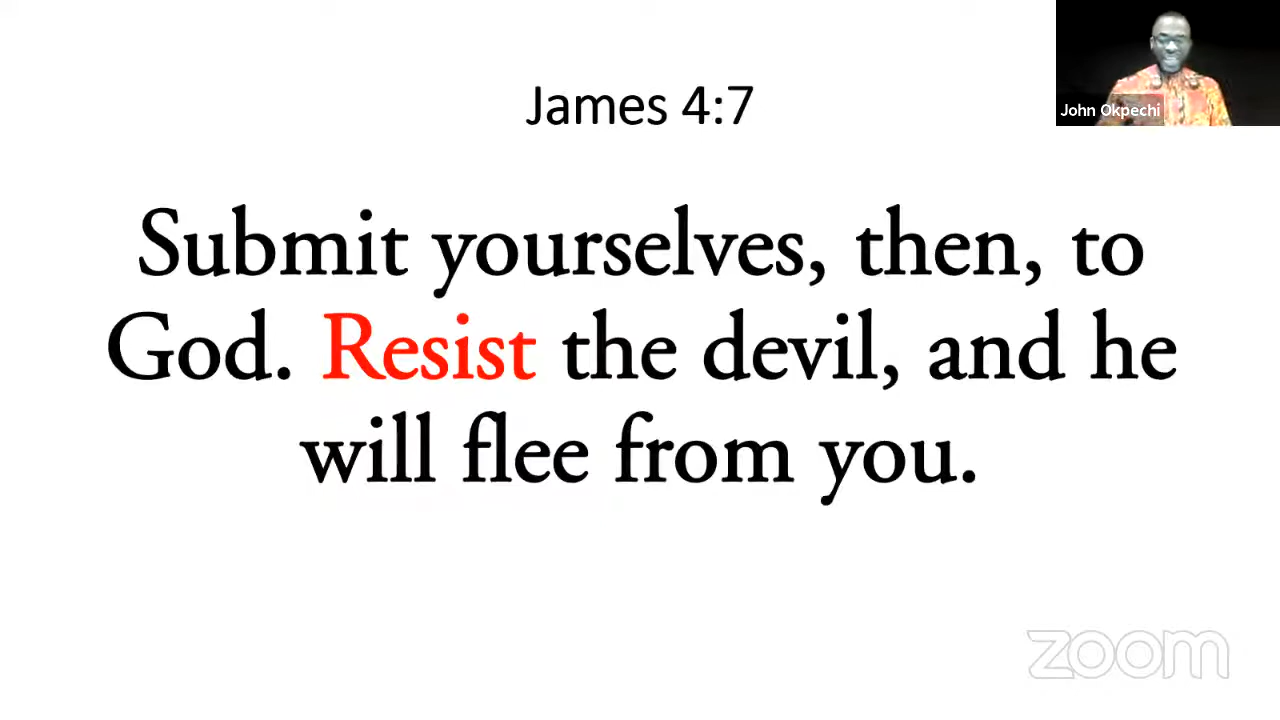 James 4:7
John Okpechi
Submit yourselves, then, to
God. Resist the devil, and he
will flee from you.
zoom